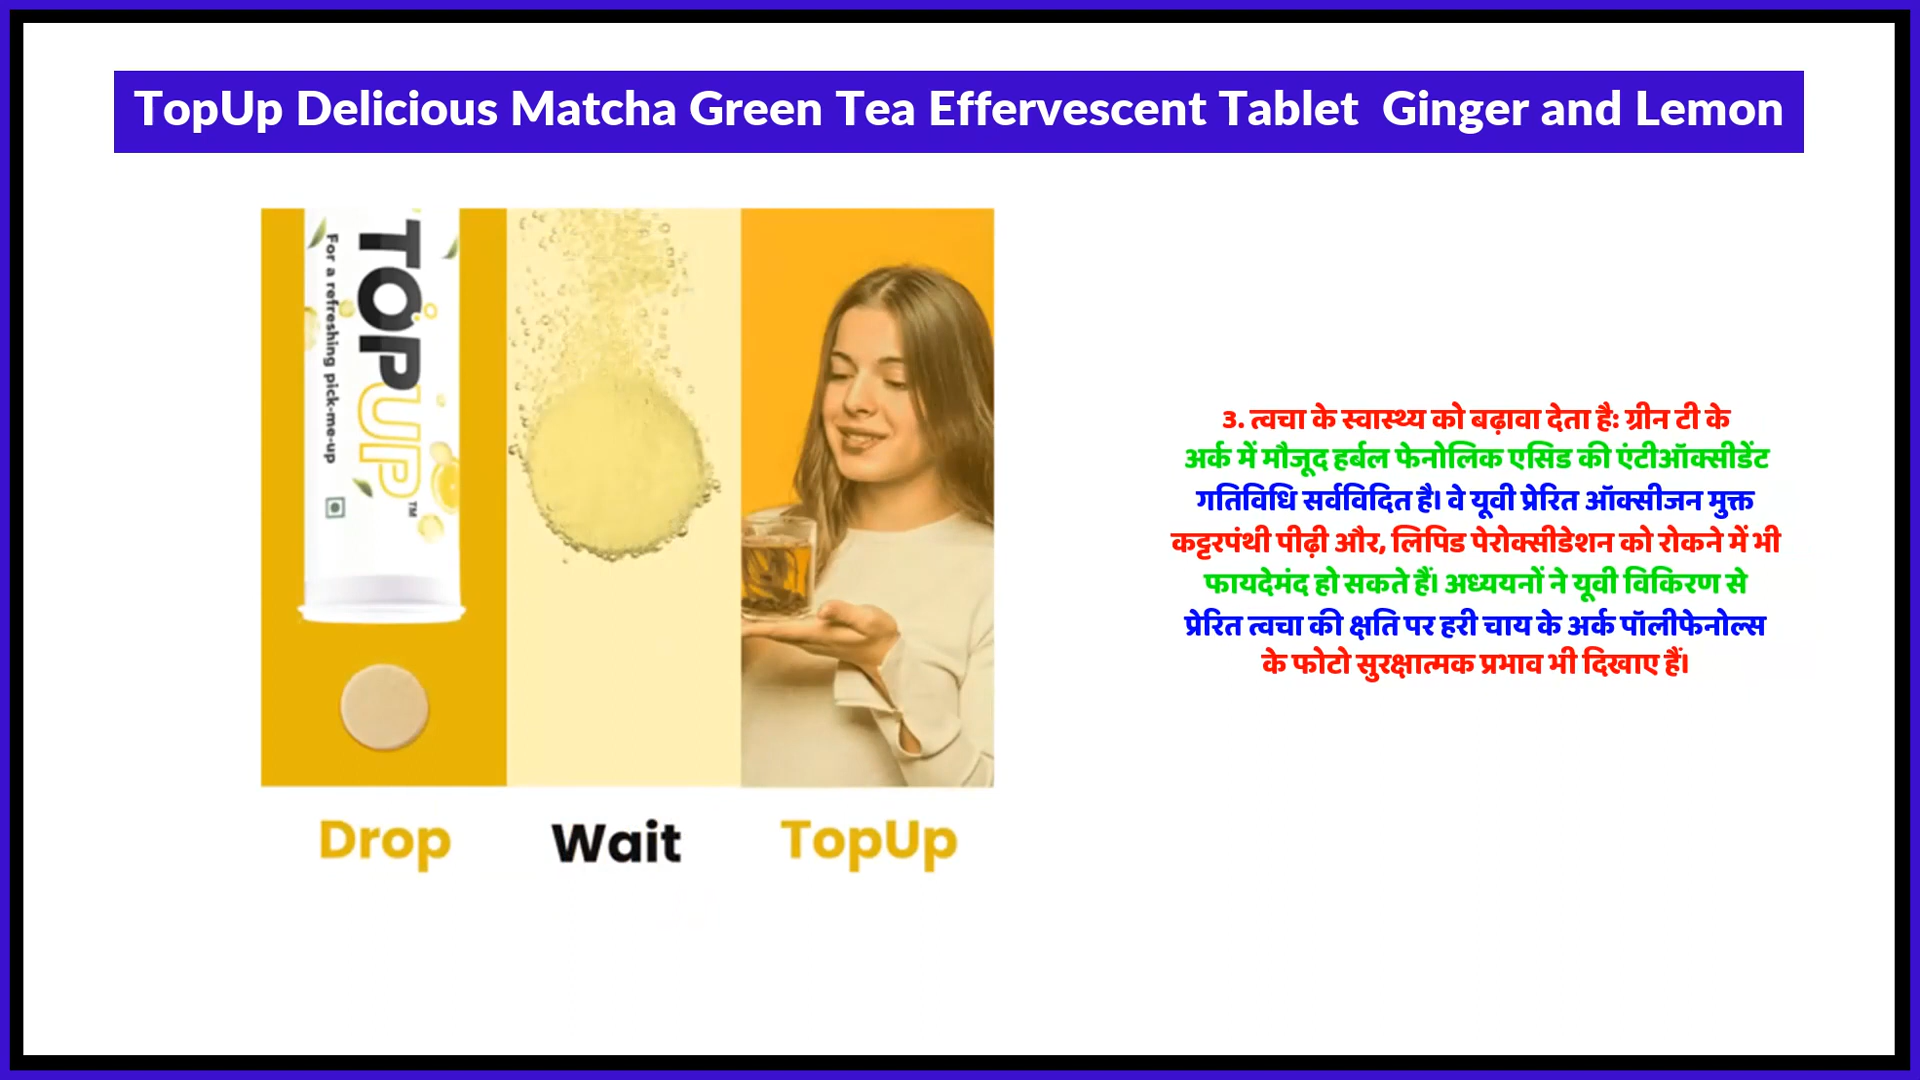 TopUp Delicious Matcha Green Tea Effervescent Tablet Ginger and Lemon
TOPUP™
For a refreshing pick-me-up
3. त्वचा के स्वास्थ्य को बढ़ावा देता है: ग्रीन टी के
अर्क में मौजूद हर्बल फेनोलिक एसिड की एंटीऑक्सीडेंट
गतिविधि सर्वविदित है। वे यूवी प्रेरित ऑक्सीजन मुक्त
कट्टरपंथी पीढ़ी और, लिपिड पेरोक्सीडेशन को रोकने में भी
फायदेमंद हो सकते हैं। अध्ययनों ने यूवी विकिरण से
प्रेरित त्वचा की क्षति पर हरी चाय के अर्क पॉलीफेनोल्स
के फोटो सुरक्षात्मक प्रभाव भी दिखाए हैं।
Drop
Wait
TopUp